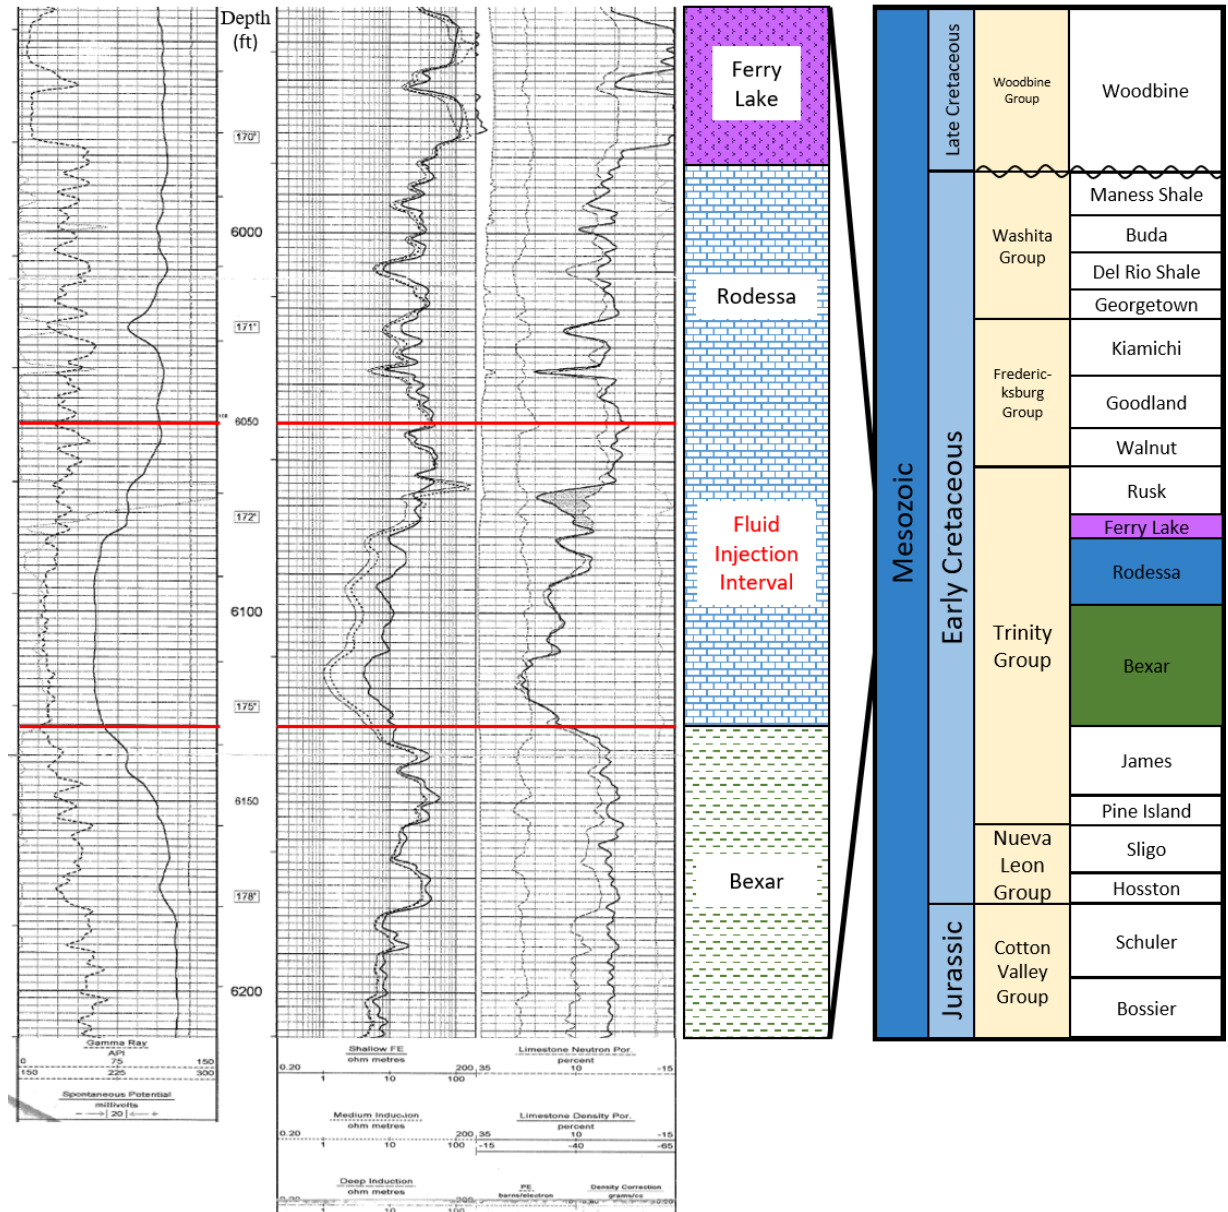 Depth
(ft)
170°
6000
171°
6050
172°
6100
175°
6150
178°
6200
Gamma Ray
API
0 75 150
150 225 300
Spontaneous Potential
millivolts
20
Shallow FE
ohm metres
0.20 1 10 100 200
Medium Induction
ohm metres
0.20 1 10 100 200
Deep Induction
ohm metres
0.20 1 10 100 200
Limestone Neutron Por.
percent
35 10 -15
Limestone Density Por.
percent
35 10 -15
-15 -40 -65
PE
barns/electron
Density Correction
grams/cc
Ferry
Lake
Rodessa
Fluid
Injection
Interval
Bexar
Mesozoic
Late Cretaceous
Early Cretaceous
Jurassic
Woodbine
Group
Washita
Group
Frederic-
ksburg
Group
Trinity
Group
Nueva
Leon
Group
Cotton
Valley
Group
Woodbine
Maness Shale
Buda
Del Rio Shale
Georgetown
Kiamichi
Goodland
Walnut
Rusk
Ferry Lake
Rodessa
Bexar
James
Pine Island
Sligo
Hosston
Schuler
Bossier